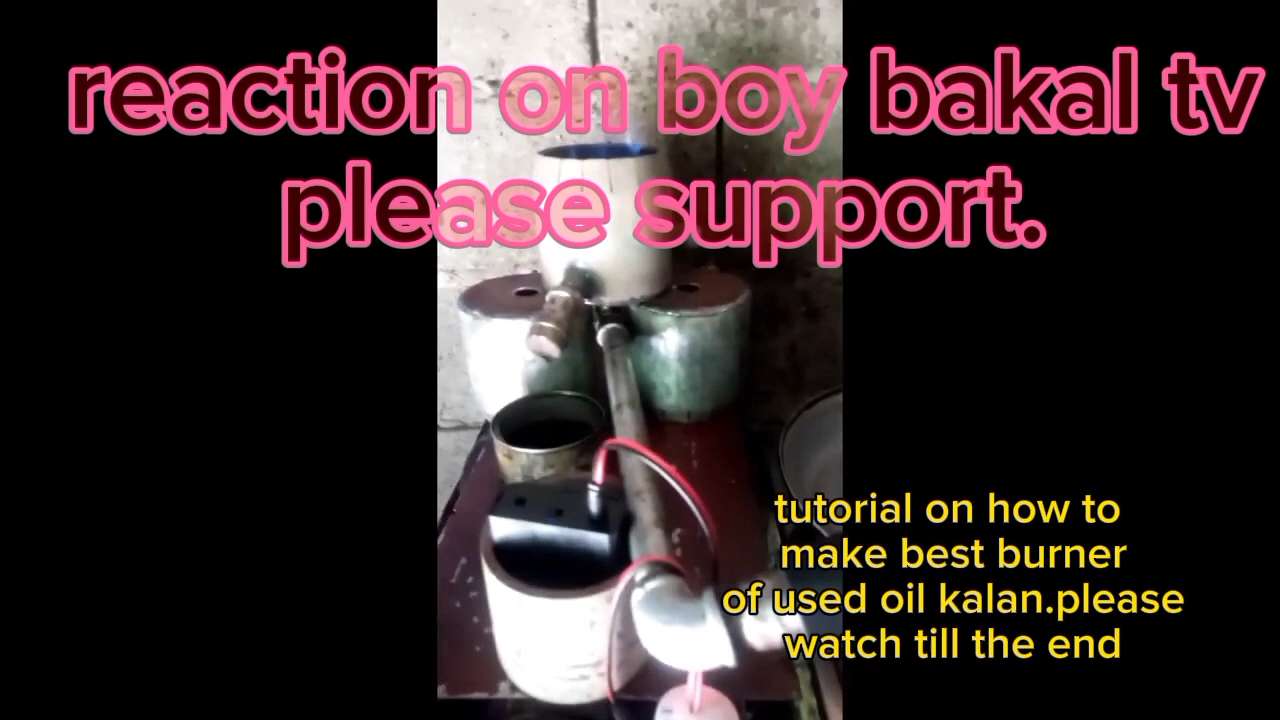 reaction on boy bakal tv
please support.
tutorial on how to
make best burner
of used oil kalan.please
watch till the end